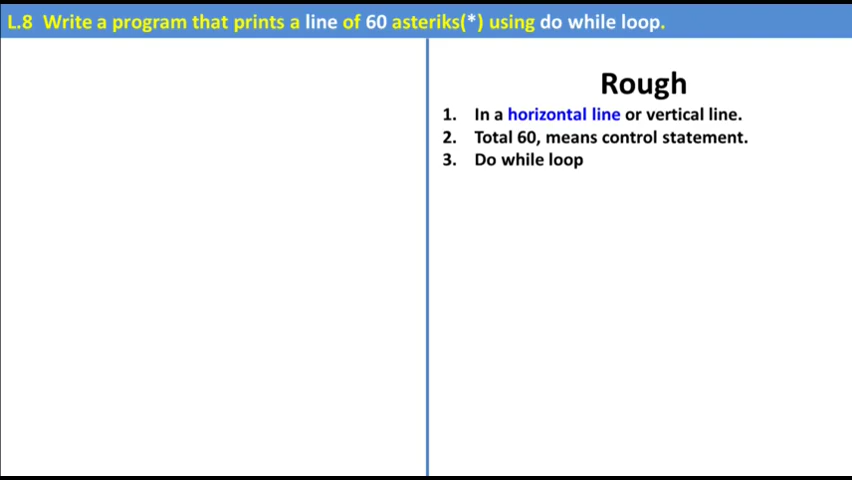 L.8 Write a program that prints a line of 60 asteriks(*) using do while loop.
Rough
1. In a horizontal line or vertical line.
2. Total 60, means control statement.
3. Do while loop